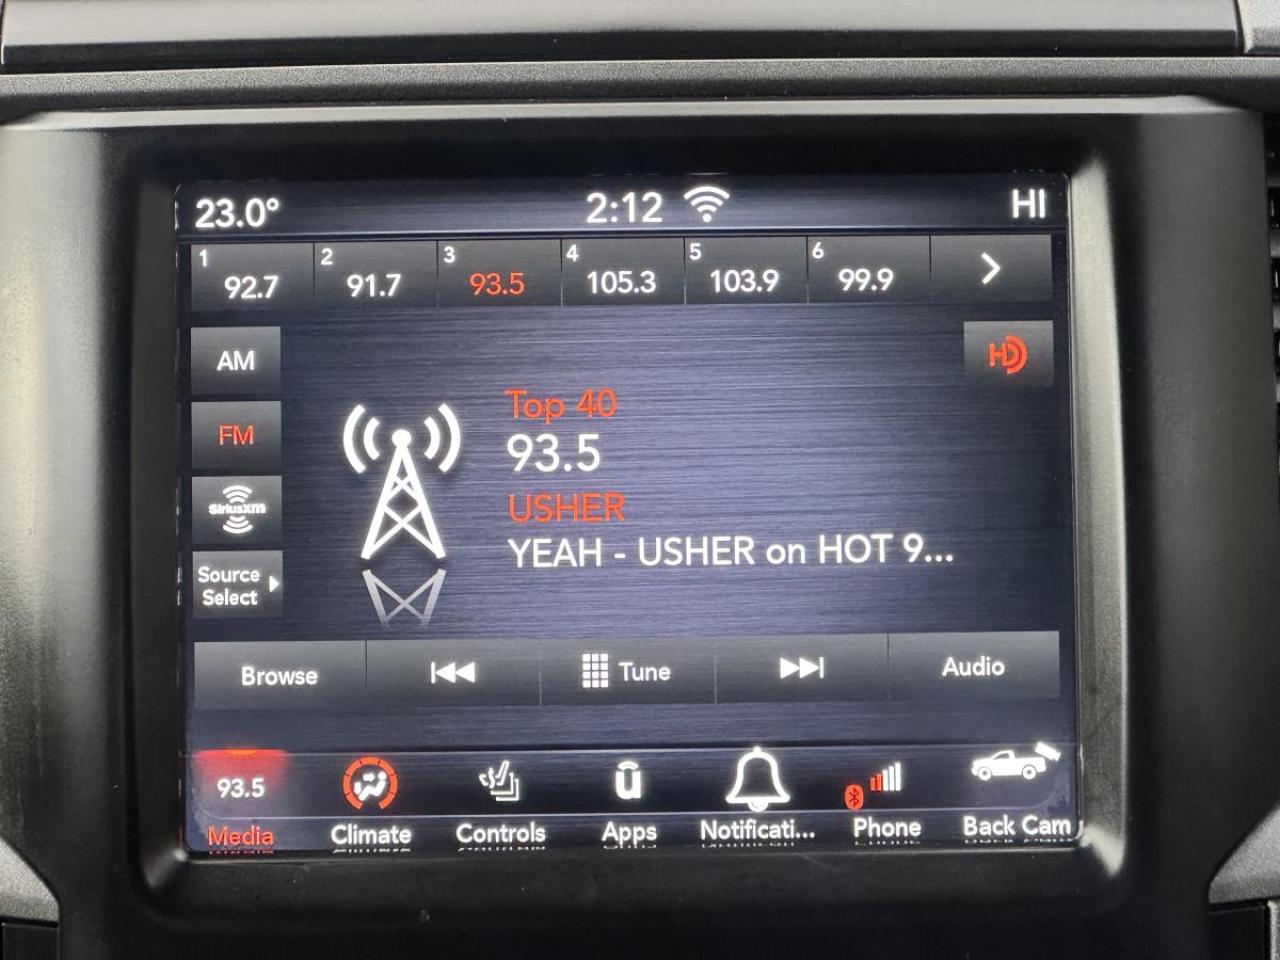 23.0° 2:12 HI
1 92.7 2 91.7 3 93.5 4 105.3 5 103.9 6 99.9
AM
HD
Top 40
93.5
FM
USHER
YEAH - USHER on HOT 9...
SiriusXM
Source
Select
Browse Tune Audio
93.5
Media Climate Controls Apps Notificati... Phone Back Cam